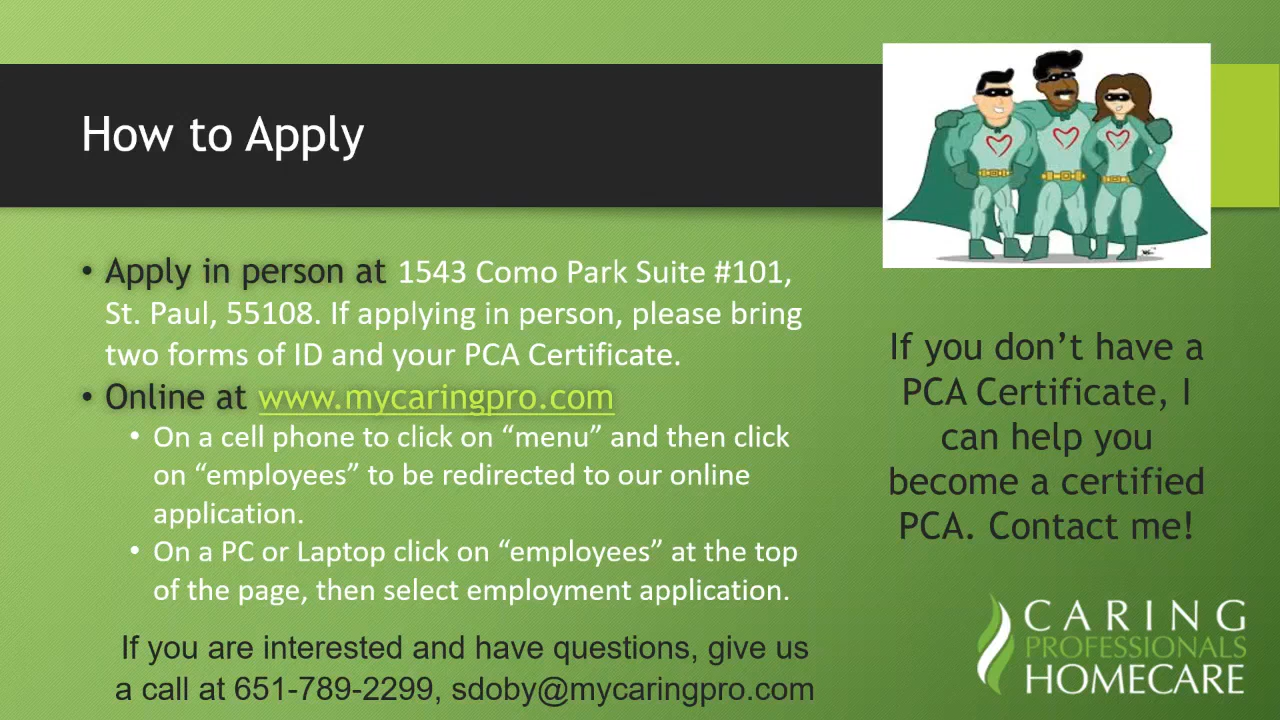 How to Apply
• Apply in person at 1543 Como Park Suite #101,
St. Paul, 55108. If applying in person, please bring
two forms of ID and your PCA Certificate.
• Online at www.mycaringpro.com
• On a cell phone to click on “menu” and then click
on “employees” to be redirected to our online
application.
• On a PC or Laptop click on “employees” at the top
of the page, then select employment application.
If you are interested and have questions, give us
a call at 651-789-2299, sdoby@mycaringpro.com
If you don’t have a
PCA Certificate, I
can help you
become a certified
PCA. Contact me!
CARING
PROFESSIONALS
HOMECARE